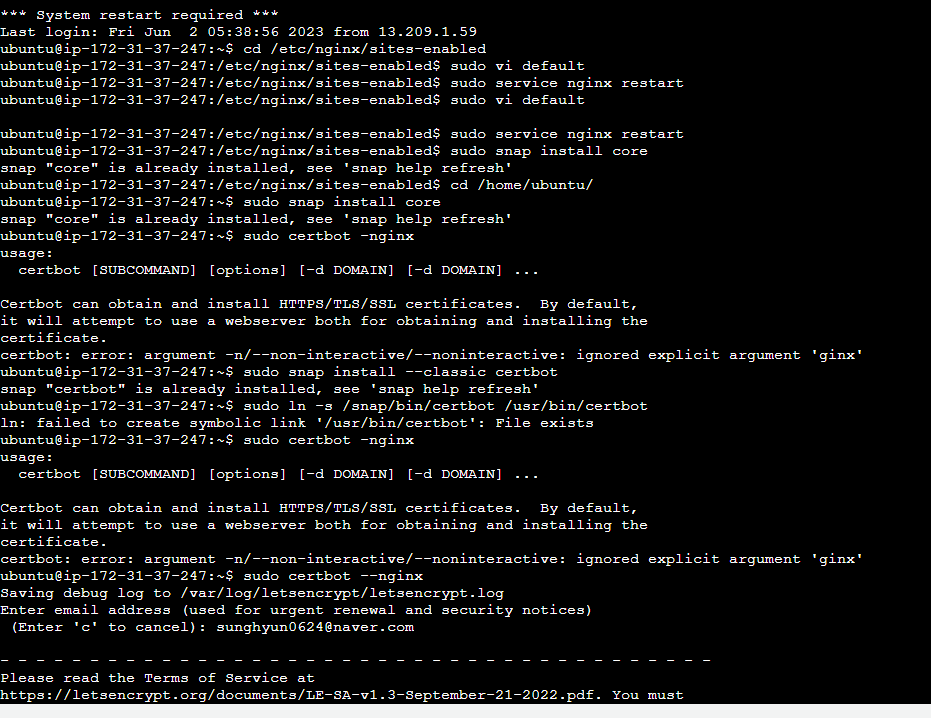 *** System restart required ***
Last login: Fri Jun  2 05:38:56 2023 from 13.209.1.59
ubuntu@ip-172-31-37-247:~$ cd /etc/nginx/sites-enabled
ubuntu@ip-172-31-37-247:/etc/nginx/sites-enabled$ sudo vi default
ubuntu@ip-172-31-37-247:/etc/nginx/sites-enabled$ sudo service nginx restart
ubuntu@ip-172-31-37-247:/etc/nginx/sites-enabled$ sudo vi default

ubuntu@ip-172-31-37-247:/etc/nginx/sites-enabled$ sudo service nginx restart
ubuntu@ip-172-31-37-247:/etc/nginx/sites-enabled$ sudo snap install core
snap "core" is already installed, see 'snap help refresh'
ubuntu@ip-172-31-37-247:/etc/nginx/sites-enabled$ cd /home/ubuntu/
ubuntu@ip-172-31-37-247:~$ sudo snap install core
snap "core" is already installed, see 'snap help refresh'
ubuntu@ip-172-31-37-247:~$ sudo certbot -nginx
usage:
  certbot [SUBCOMMAND] [options] [-d DOMAIN] [-d DOMAIN] ...

Certbot can obtain and install HTTPS/TLS/SSL certificates.  By default,
it will attempt to use a webserver both for obtaining and installing the
certificate.
certbot: error: argument -n/--non-interactive/--noninteractive: ignored explicit argument 'ginx'
ubuntu@ip-172-31-37-247:~$ sudo snap install --classic certbot
snap "certbot" is already installed, see 'snap help refresh'
ubuntu@ip-172-31-37-247:~$ sudo ln -s /snap/bin/certbot /usr/bin/certbot
ln: failed to create symbolic link '/usr/bin/certbot': File exists
ubuntu@ip-172-31-37-247:~$ sudo certbot -nginx
usage:
  certbot [SUBCOMMAND] [options] [-d DOMAIN] [-d DOMAIN] ...

Certbot can obtain and install HTTPS/TLS/SSL certificates.  By default,
it will attempt to use a webserver both for obtaining and installing the
certificate.
certbot: error: argument -n/--non-interactive/--noninteractive: ignored explicit argument 'ginx'
ubuntu@ip-172-31-37-247:~$ sudo certbot --nginx
Saving debug log to /var/log/letsencrypt/letsencrypt.log
Enter email address (used for urgent renewal and security notices)
 (Enter 'c' to cancel): sunghyun0624@naver.com

- - - - - - - - - - - - - - - - - - - - - - - - - - - - - - - - - - - - - - - -
Please read the Terms of Service at
https://letsencrypt.org/documents/LE-SA-v1.3-September-21-2022.pdf. You must